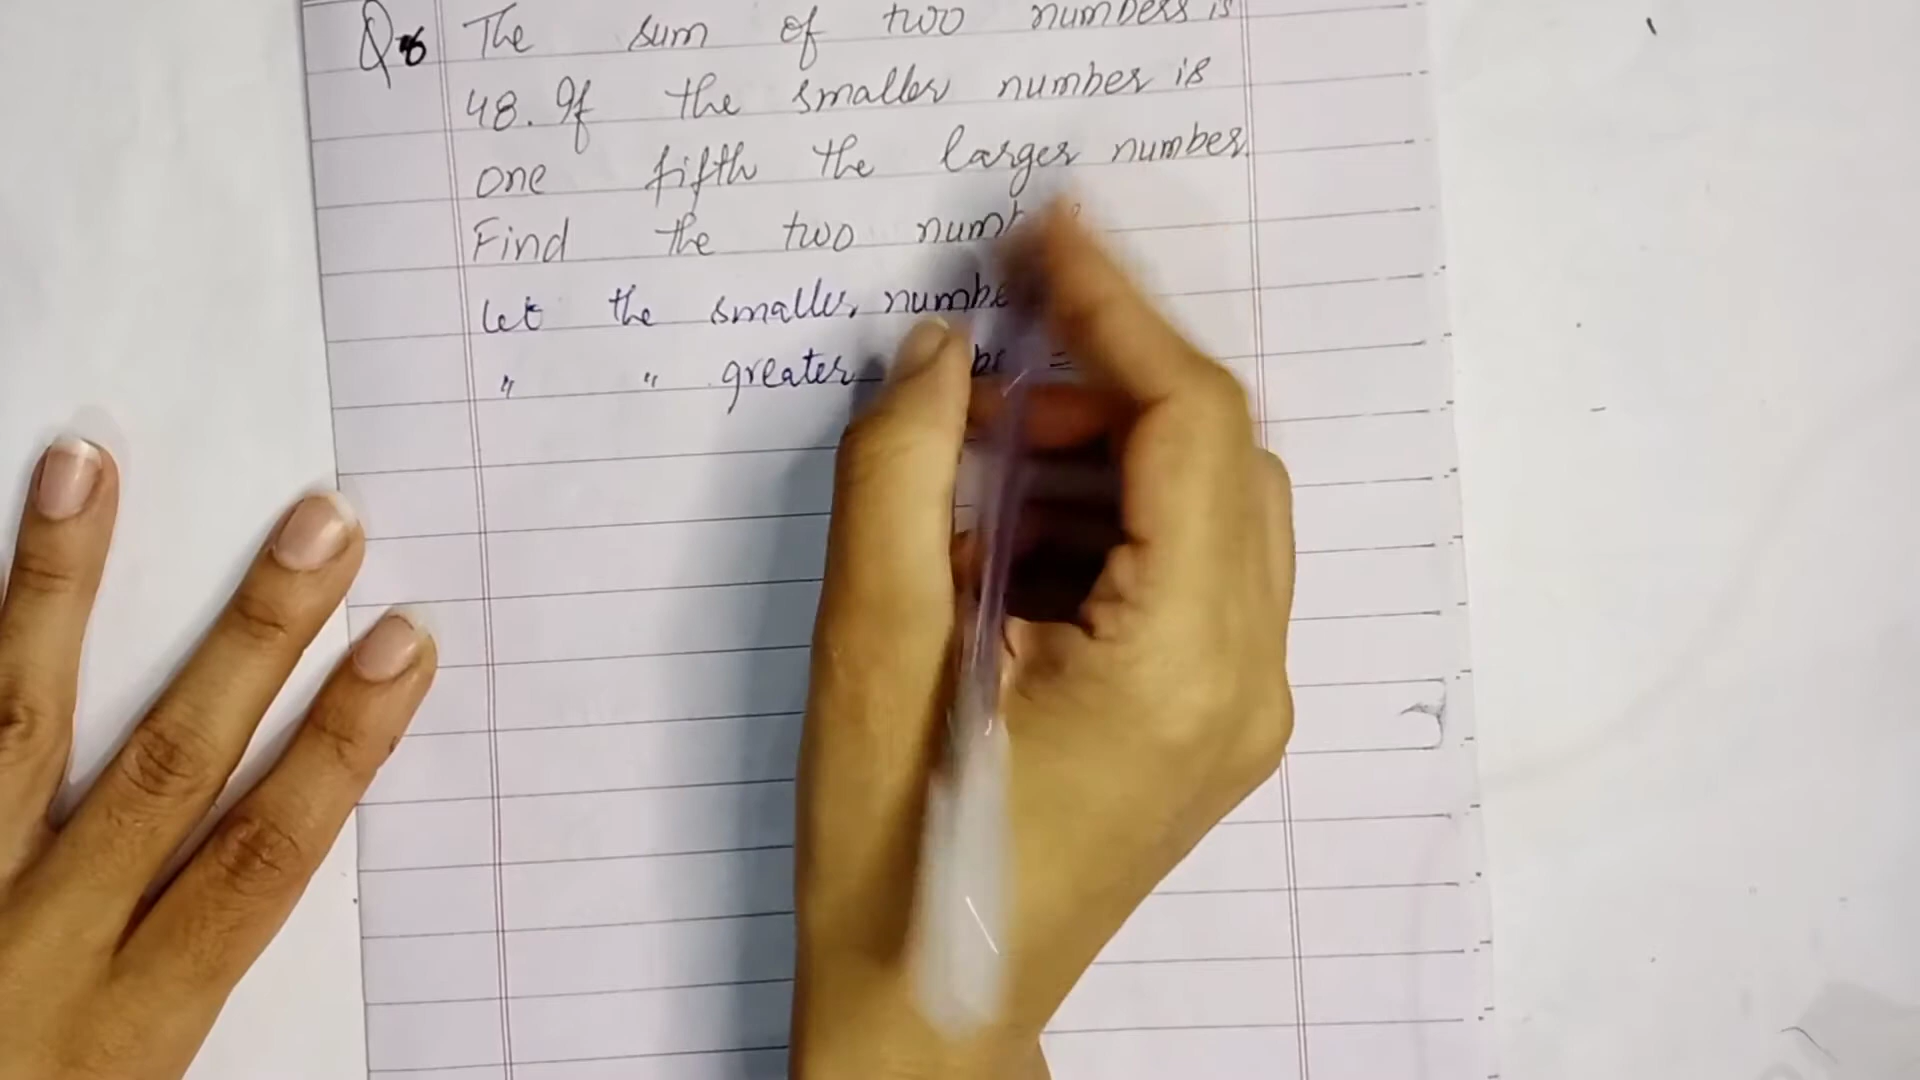 Q6 The sum of two numbers is
48. If the smaller number is
one fifth the larger number.
Find the two
let the smaller
" " greater =